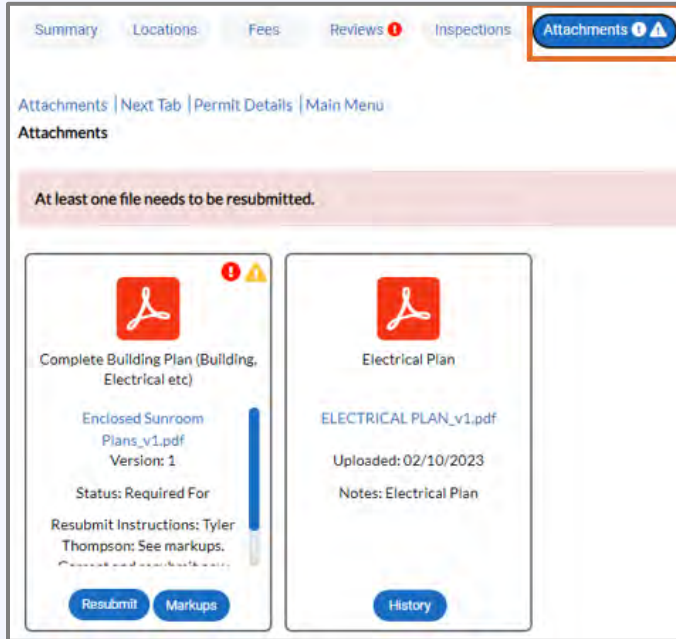 Summary Locations Fees Reviews Inspections Attachments
Attachments | Next Tab | Permit Details | Main Menu
Attachments
At least one file needs to be resubmitted.
Complete Building Plan (Building,
Electrical etc)
Enclosed Sunroom
Plans_v1.pdf
Version: 1
Status: Required For
Resubmit Instructions: Tyler
Thompson: See markups.
Resubmit Markups
Electrical Plan
ELECTRICAL PLAN_v1.pdf
Uploaded: 02/10/2023
Notes: Electrical Plan
History